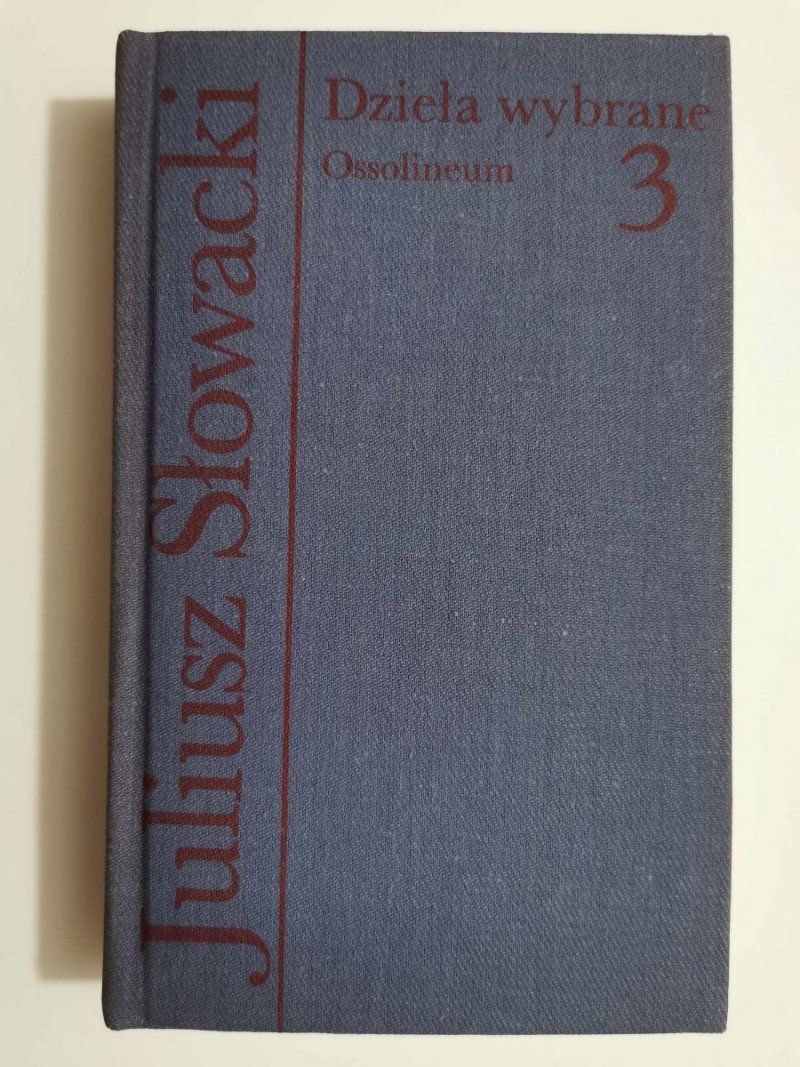 Juliusz Słowacki
Dzieła wybrane
Ossolineum
3